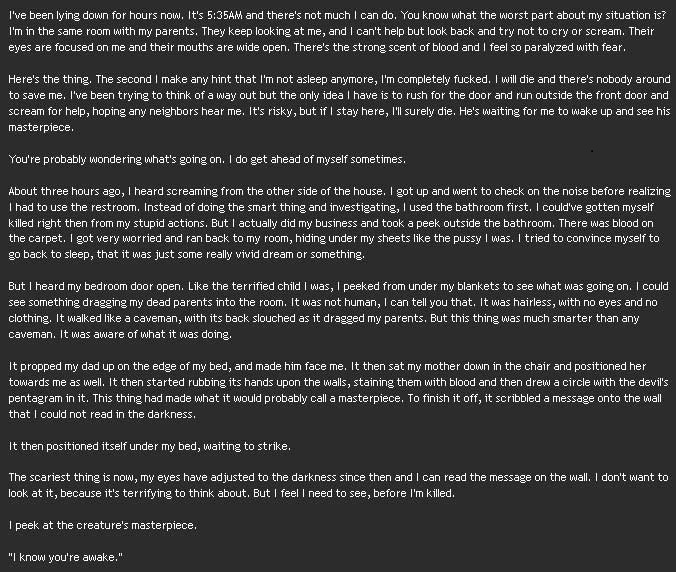 I've been lying down for hours now. It's 5:35AM and there's not much I can do. You know what the worst part about my situation is?
I'm in the same room with my parents. They keep looking at me, and I can't help but look back and try not to cry or scream. Their
eyes are focused on me and their mouths are wide open. There's the strong scent of blood and I feel so paralyzed with fear.
Here's the thing. The second I make any hint that I'm not asleep anymore, I'm completely fucked. I will die and there's nobody around
to save me. I've been trying to think of a way out but the only idea I have is to rush for the door and run outside the front door and
scream for help, hoping any neighbors hear me. It's risky, but if I stay here, I'll surely die. He's waiting for me to wake up and see his
masterpiece.
You're probably wondering what's going on. I do get ahead of myself sometimes.
About three hours ago, I heard screaming from the other side of the house. I got up and went to check on the noise before realizing
I had to use the restroom. Instead of doing the smart thing and investigating, I used the bathroom first. I could've gotten myself
killed right then from my stupid actions. But I actually did my business and took a peek outside the bathroom. There was blood on
the carpet. I got very worried and ran back to my room, hiding under my sheets like the pussy I was. I tried to convince myself to
go back to sleep, that it was just some really vivid dream or something.
But I heard my bedroom door open. Like the terrified child I was, I peeked from under my blankets to see what was going on. I could
see something dragging my dead parents into the room. It was not human, I can tell you that. It was hairless, with no eyes and no
clothing. It walked like a caveman, with its back slouched as it dragged my parents. But this thing was much smarter than any
caveman. It was aware of what it was doing.
It propped my dad up on the edge of my bed, and made him face me. It then sat my mother down in the chair and positioned her
towards me as well. It then started rubbing its hands upon the walls, staining them with blood and then drew a circle with the devil's
pentagram in it. This thing had made what it would probably call a masterpiece. To finish it off, it scribbled a message onto the wall
that I could not read in the darkness.
It then positioned itself under my bed, waiting to strike.
The scariest thing is now, my eyes have adjusted to the darkness since then and I can read the message on the wall. I don't want to
look at it, because it's terrifying to think about. But I feel I need to see, before I'm killed.
I peek at the creature's masterpiece.
"I know you're awake."